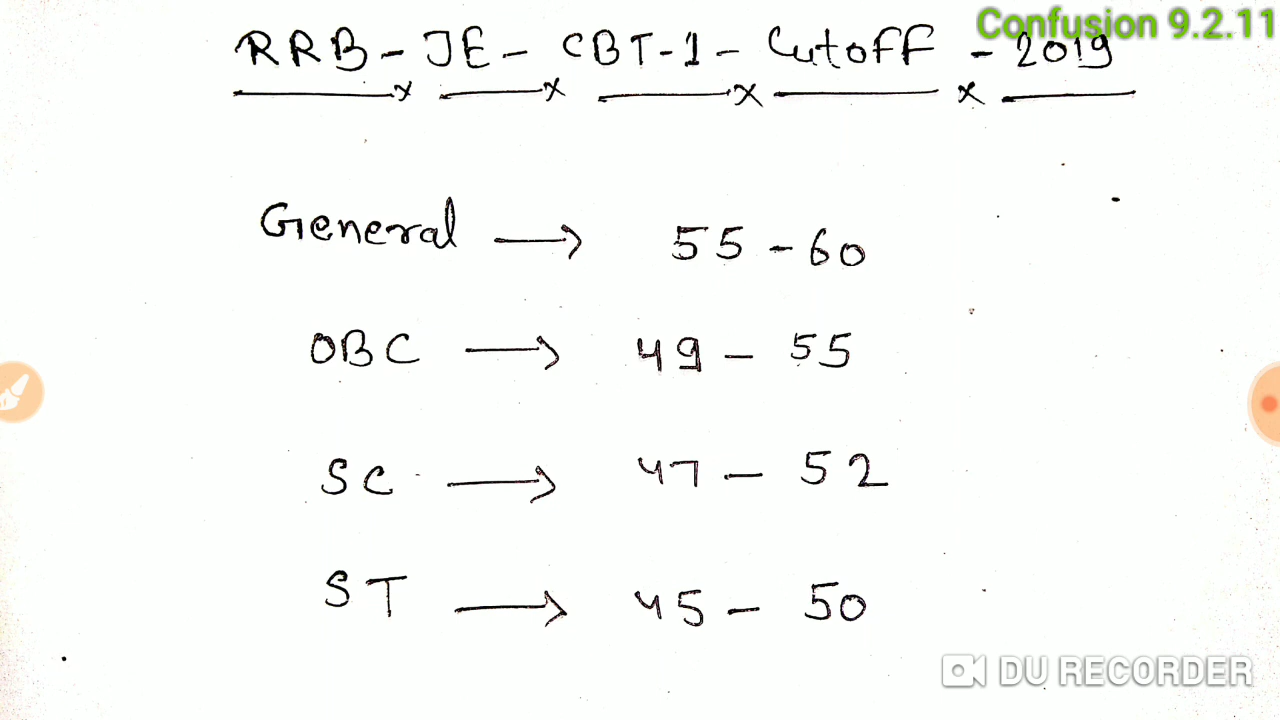 Confusion 9.2.11
RRB - JE - CBT-1 - Cutoff - 2019
General → 55 - 60
OBC → 49 - 55
SC → 47 - 52
ST → 45 - 50
DU RECORDER